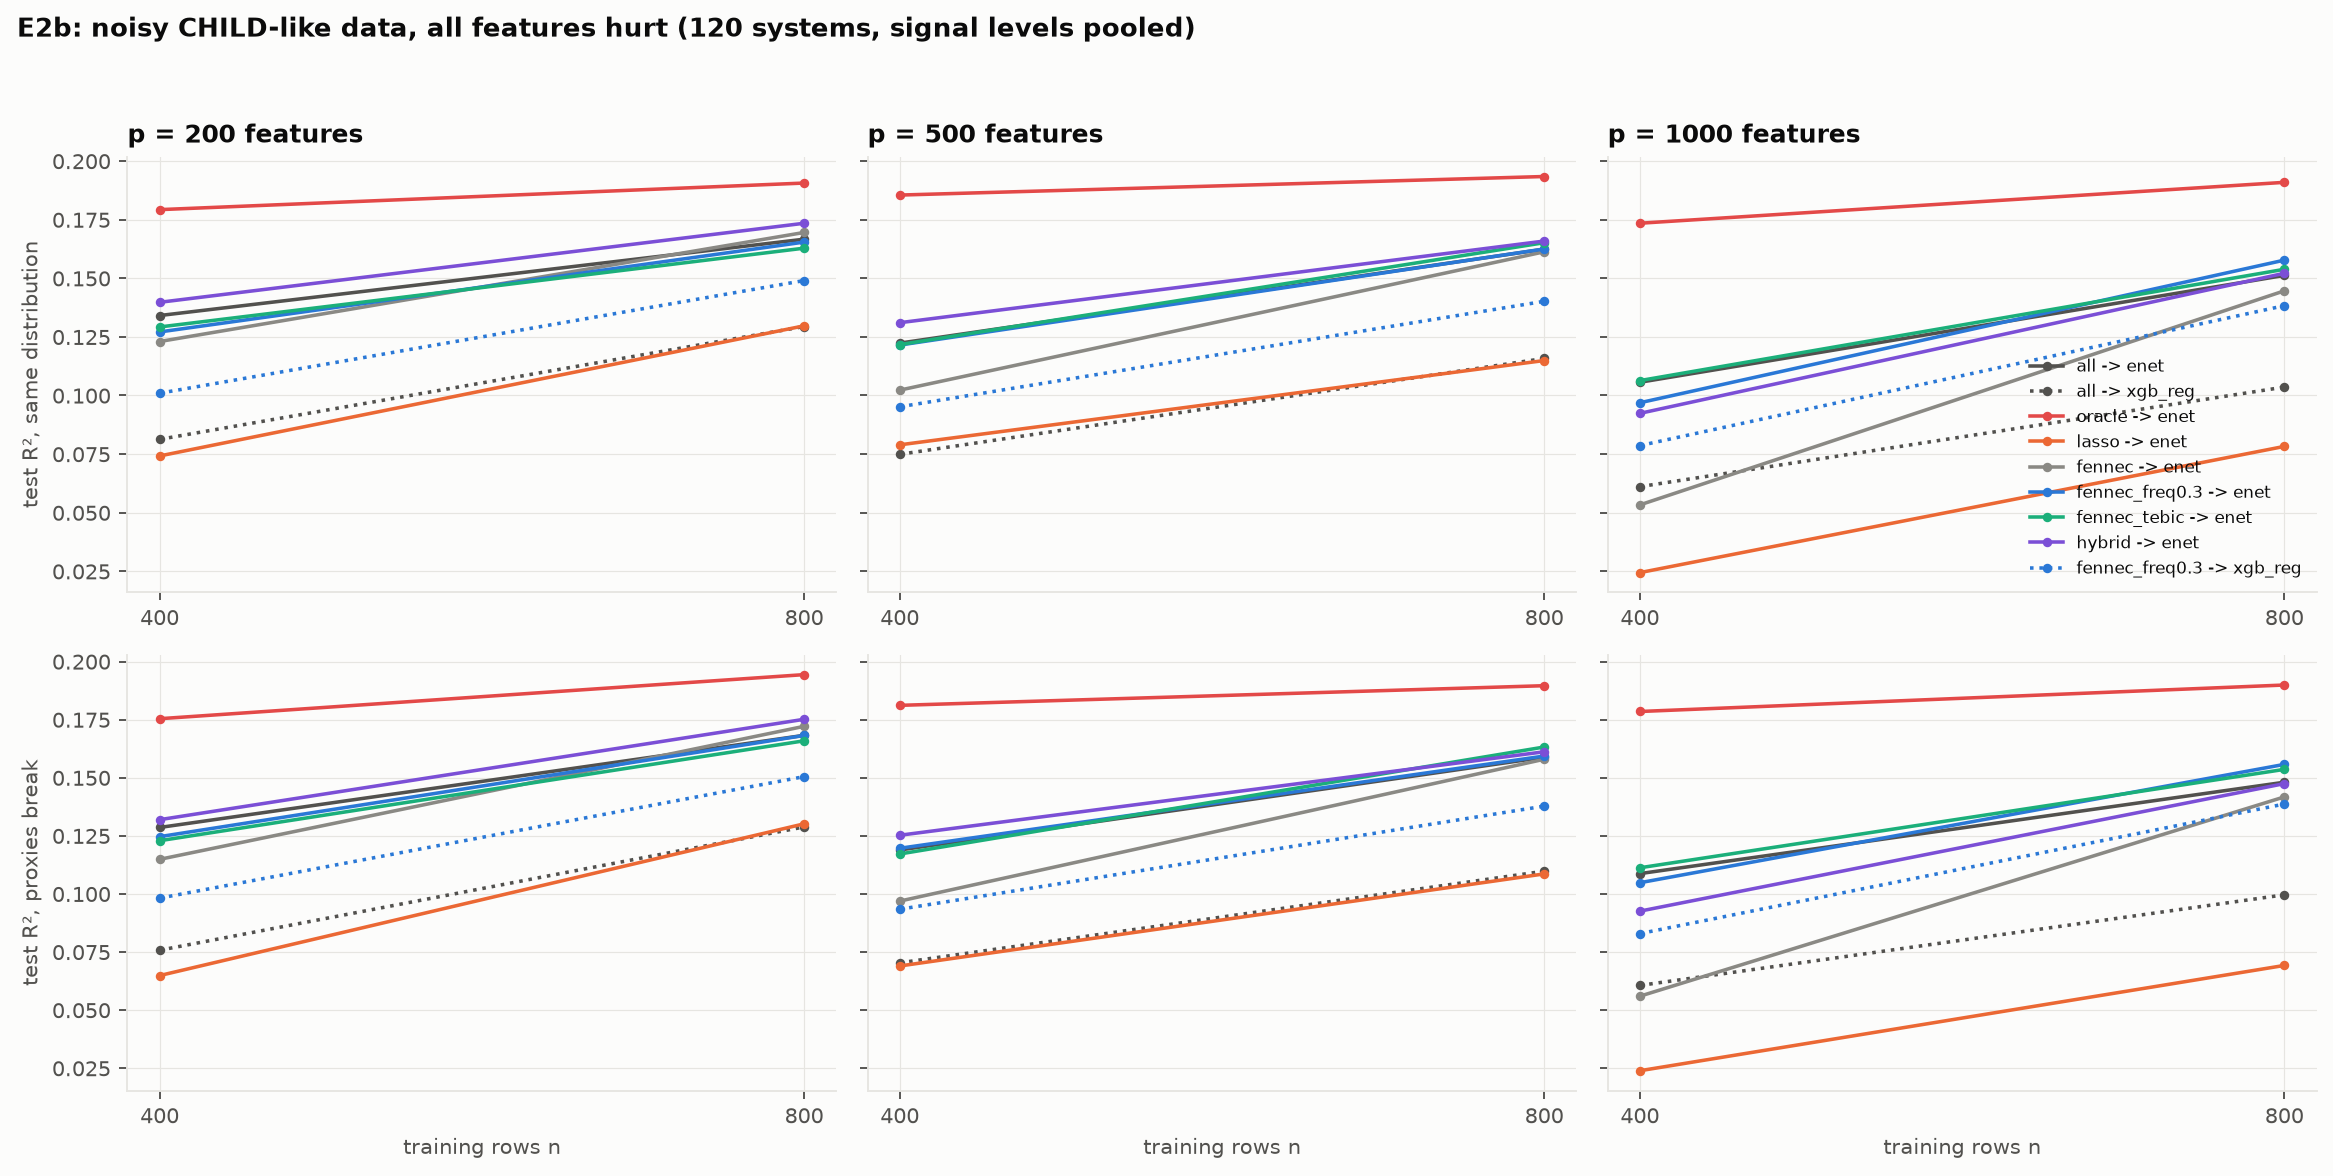 E2b: noisy CHILD-like data, all features hurt (120 systems, signal levels pooled)
p = 200 features
p = 500 features
p = 1000 features
test R², same distribution
0.200
0.175
0.150
0.125
0.100
0.075
0.050
0.025
400
800
400
800
400
800
all -> enet
all -> xgb_reg
oracle -> enet
lasso -> enet
fennec -> enet
fennec_freq0.3 -> enet
fennec_tebic -> enet
hybrid -> enet
fennec_freq0.3 -> xgb_reg
test R², proxies break
0.200
0.175
0.150
0.125
0.100
0.075
0.050
0.025
400
800
400
800
400
800
training rows n
training rows n
training rows n